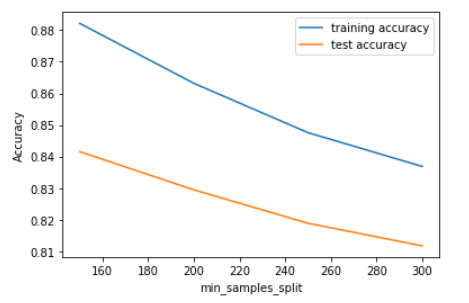 training accuracy
test accuracy
0.88
0.87
0.86
0.85
0.84
0.83
0.82
0.81
Accuracy
160 180 200 220 240 260 280 300
min_samples_split